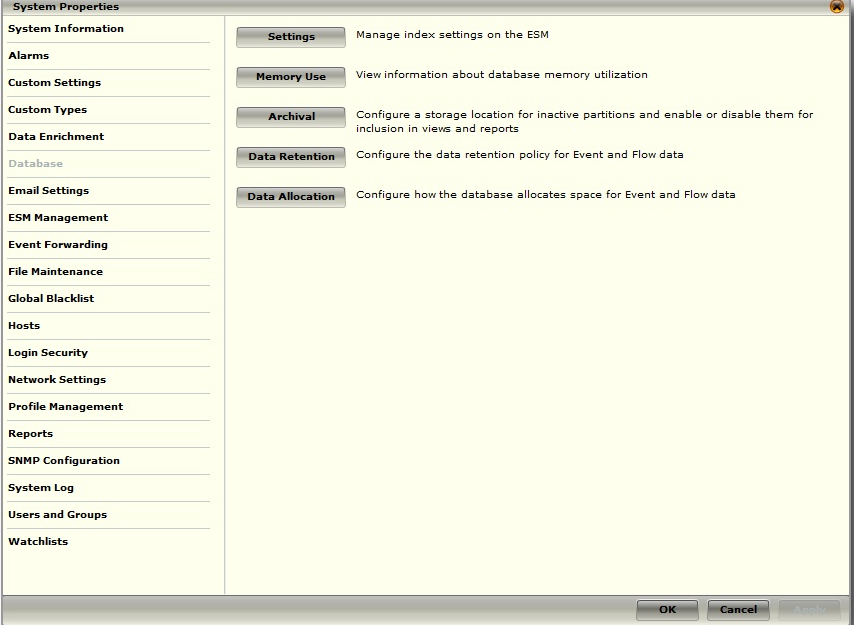 System Properties
System Information
Alarms
Custom Settings
Custom Types
Data Enrichment
Database
Email Settings
ESM Management
Event Forwarding
File Maintenance
Global Blacklist
Hosts
Login Security
Network Settings
Profile Management
Reports
SNMP Configuration
System Log
Users and Groups
Watchlists
Settings
Manage index settings on the ESM
Memory Use
View information about database memory utilization
Archival
Configure a storage location for inactive partitions and enable or disable them for
inclusion in views and reports
Data Retention
Configure the data retention policy for Event and Flow data
Data Allocation
Configure how the database allocates space for Event and Flow data
OK
Cancel
Apply